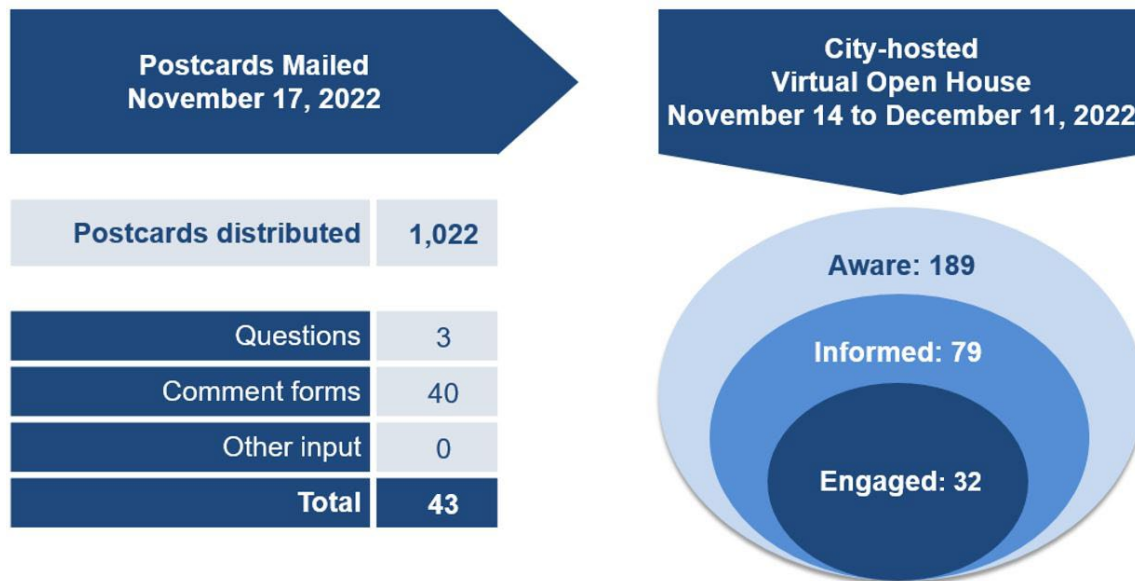 Postcards Mailed
November 17, 2022
City-hosted
Virtual Open House
November 14 to December 11, 2022
Postcards distributed 1,022
Questions 3
Comment forms 40
Other input 0
Total 43
Aware: 189
Informed: 79
Engaged: 32